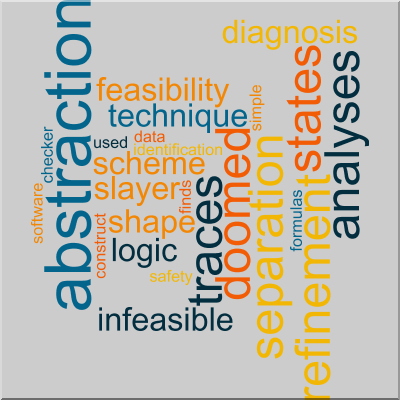 diagnosis
abstraction
feasibility
states
analyses
technique
simple
used
data
checker
identification
doomed
separation
scheme
slayer
finds
traces
software
refinement
formulas
construct
shape
logic
safety
infeasible